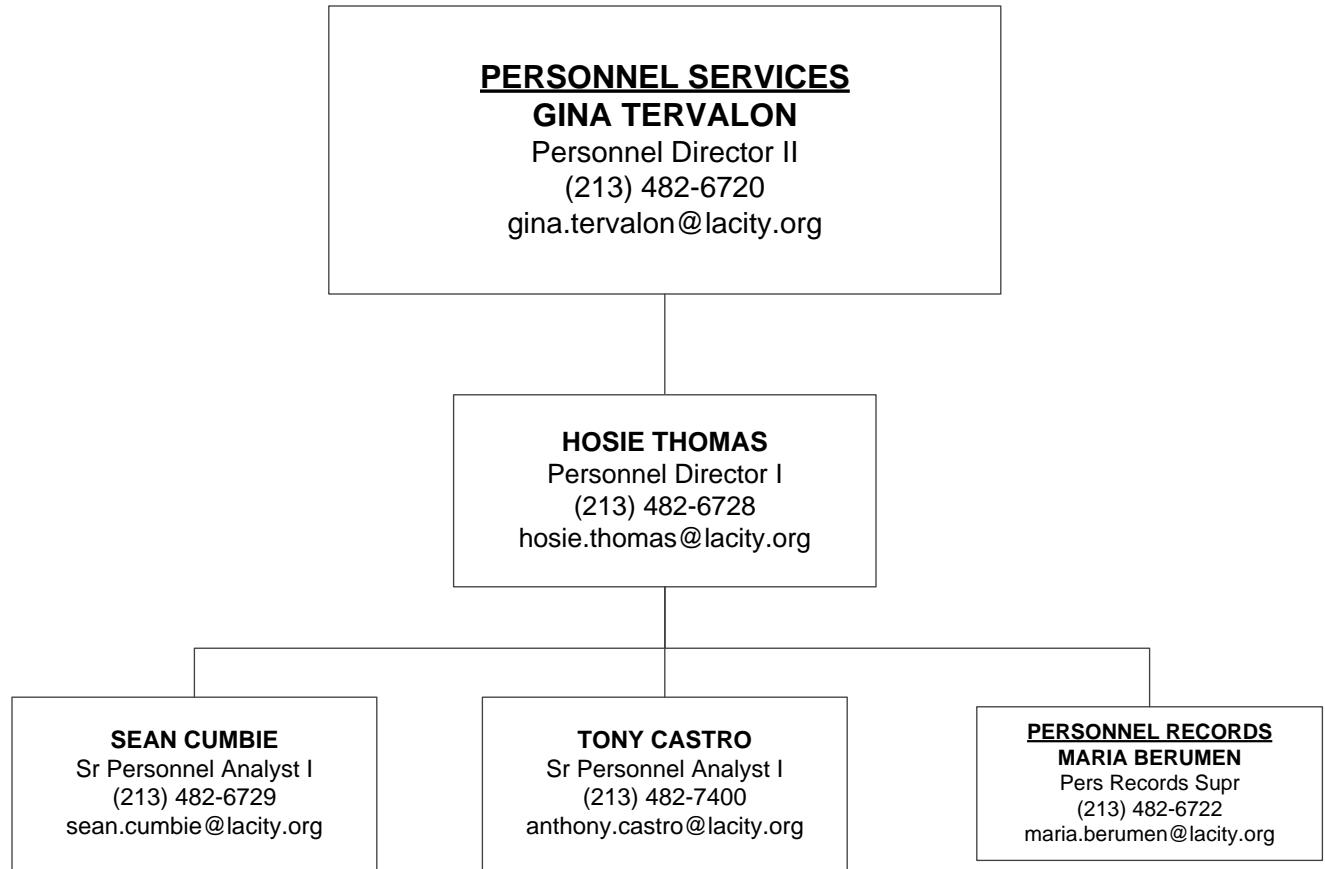 PERSONNEL SERVICES
GINA TERVALON
Personnel Director II
(213) 482-6720
gina.tervalon@lacity.org
HOSIE THOMAS
Personnel Director I
(213) 482-6728
hosie.thomas@lacity.org
SEAN CUMBIE
Sr Personnel Analyst I
(213) 482-6729
sean.cumbie@lacity.org
TONY CASTRO
Sr Personnel Analyst I
(213) 482-7400
anthony.castro@lacity.org
PERSONNEL RECORDS
MARIA BERUMEN
Pers Records Supr
(213) 482-6722
maria.berumen@lacity.org